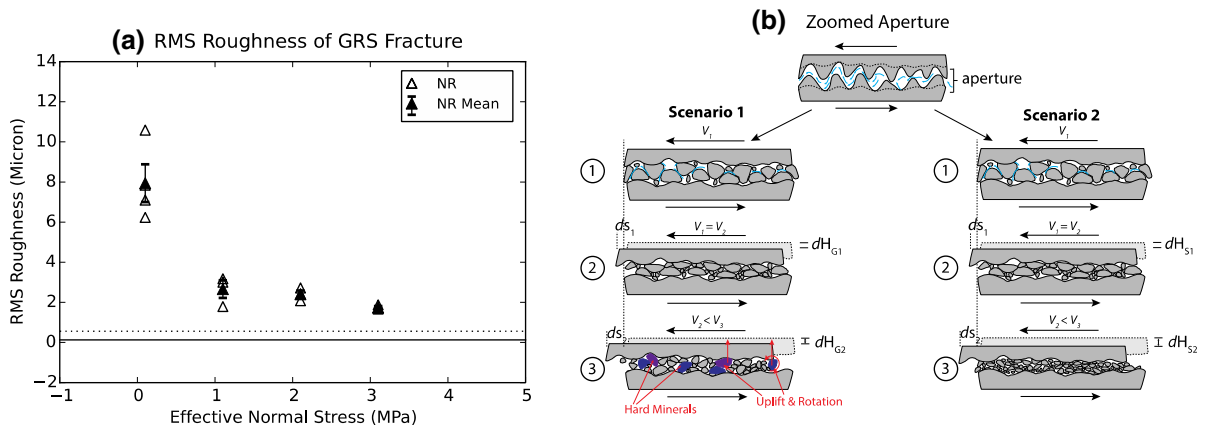 (a) RMS Roughness of GRS Fracture
RMS Roughness (Micron)
14
12
10
8
6
4
2
0
−2
−1
0
1
2
3
4
5
Effective Normal Stress (MPa)
NR
NR Mean
(b)
Zoomed Aperture
aperture
Scenario 1
V1
1
ds1
V1 = V2
= dHG1
2
ds2
V2 < V3
dHG2
3
Hard Minerals
Uplift & Rotation
Scenario 2
V1
1
ds1
V1 = V2
= dHS1
2
ds2
V2 < V3
dHS2
3